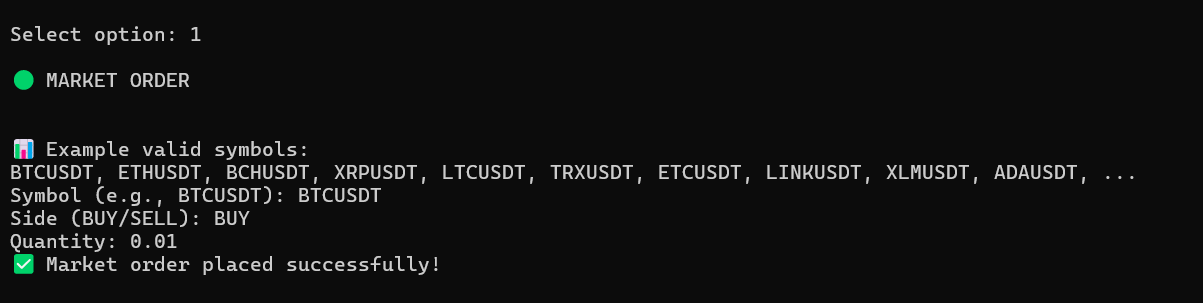 Select option: 1
🟢 MARKET ORDER
📊 Example valid symbols:
BTCUSDT, ETHUSDT, BCHUSDT, XRPUSDT, LTCUSDT, TRXUSDT, ETCUSDT, LINKUSDT, XLMUSDT, ADAUSDT, ...
Symbol (e.g., BTCUSDT): BTCUSDT
Side (BUY/SELL): BUY
Quantity: 0.01
✅ Market order placed successfully!